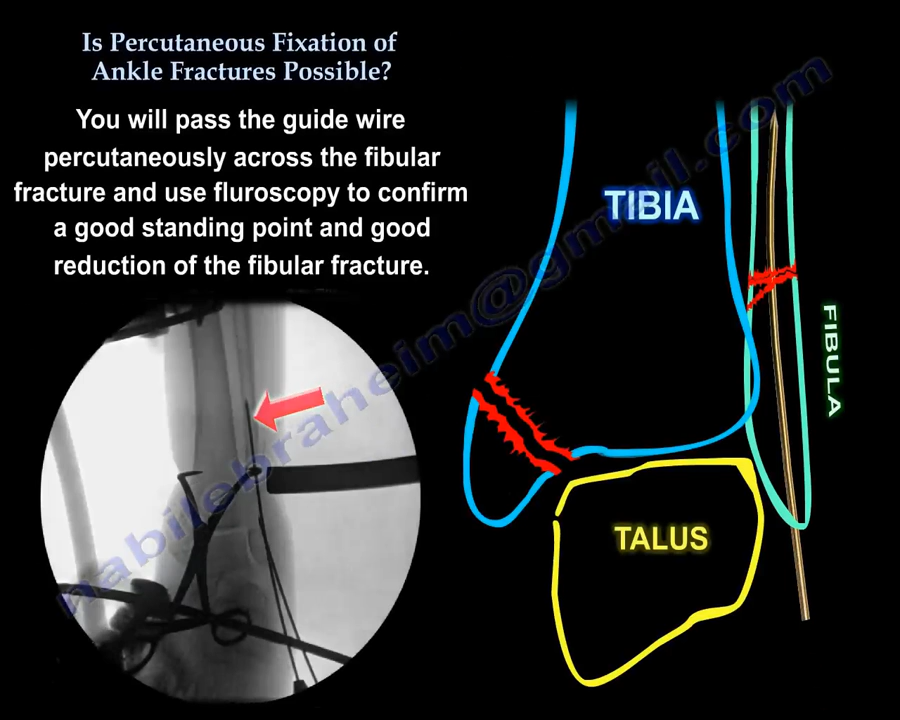 Is Percutaneous Fixation of
Ankle Fractures Possible?
You will pass the guide wire
percutaneously across the fibular
fracture and use fluroscopy to confirm
a good standing point and good
reduction of the fibular fracture.
TIBIA
FIBULA
TALUS
nabilebraheim@gmail.com